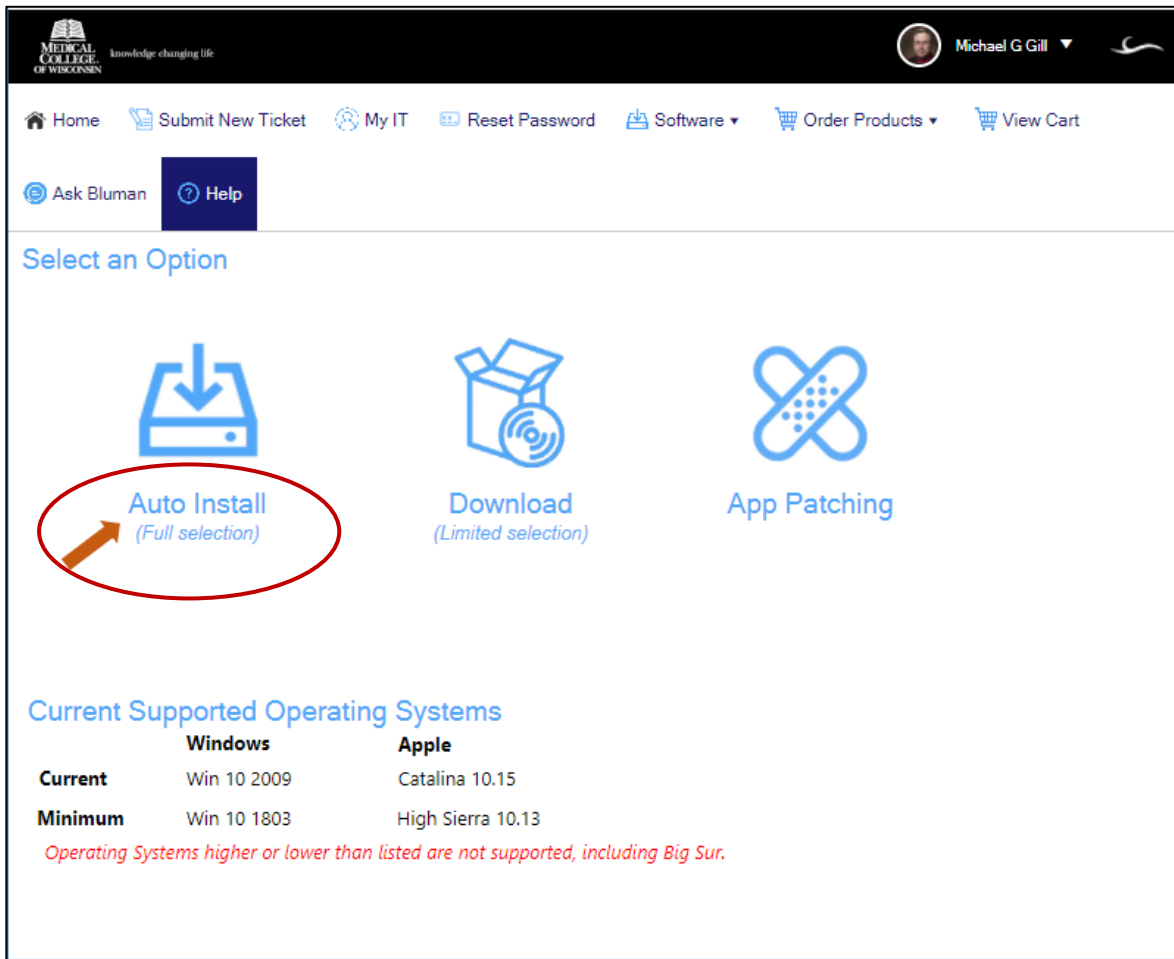 MEDICAL
COLLEGE
OF WISCONSIN
knowledge changing life
Michael G Gill
Home Submit New Ticket My IT Reset Password Software Order Products View Cart
Ask Bluman Help
Select an Option
Auto Install Download App Patching
(Full selection) (Limited selection)
Current Supported Operating Systems
Windows Apple
Current Win 10 2009 Catalina 10.15
Minimum Win 10 1803 High Sierra 10.13
Operating Systems higher or lower than listed are not supported, including Big Sur.